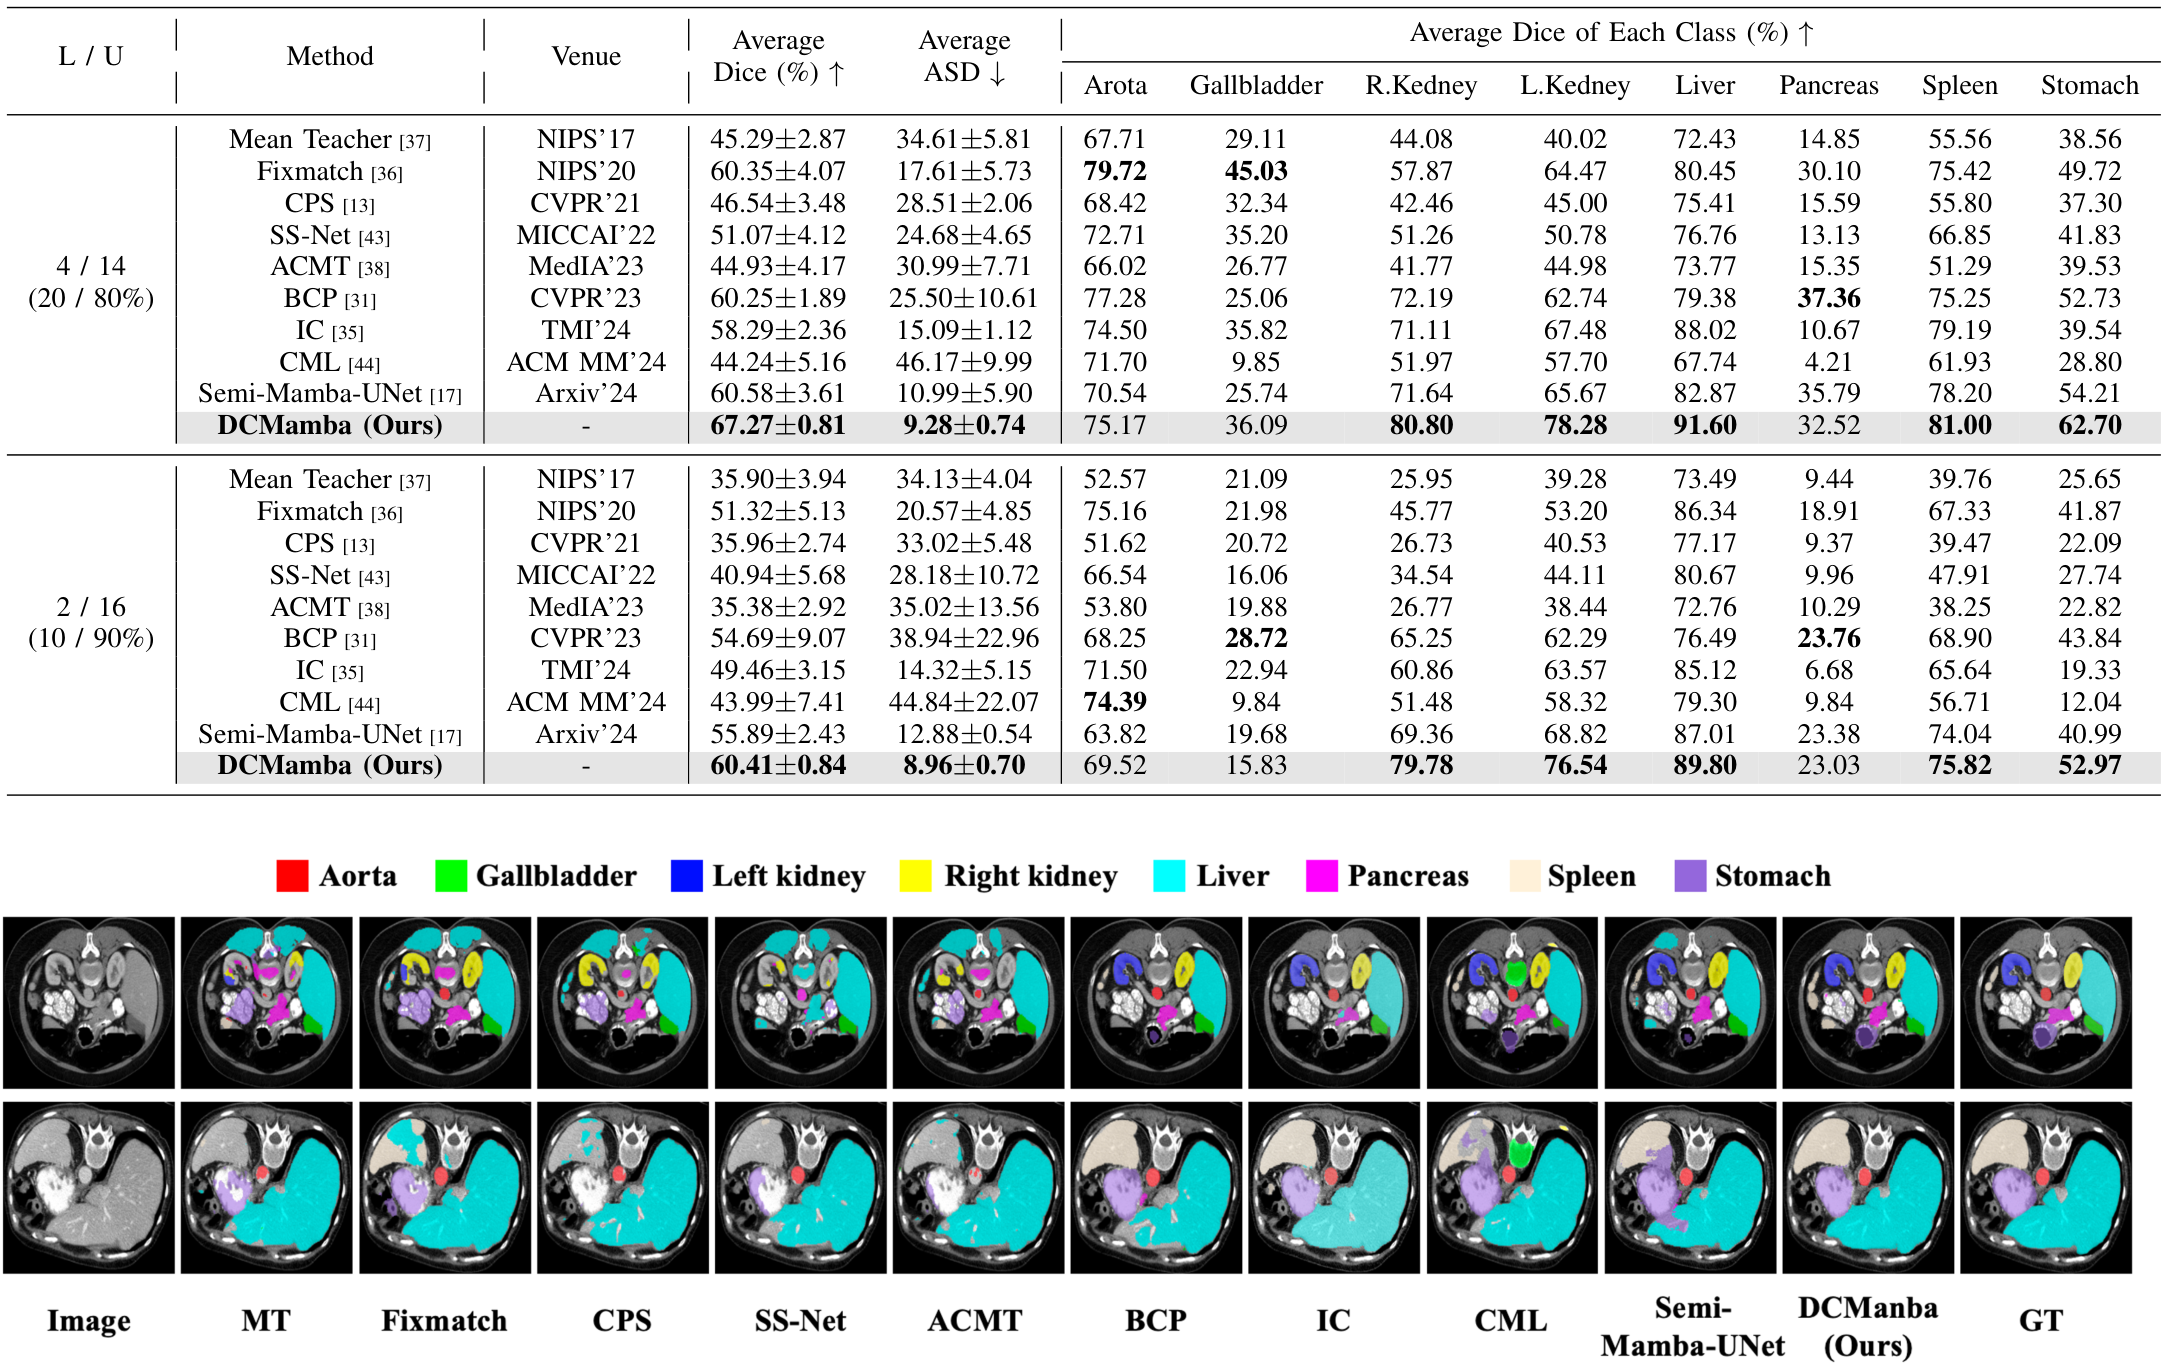 L / U Method Venue Average Dice (%) ↑ Average ASD ↓ Average Dice of Each Class (%) ↑
Arota Gallbladder R.Kedney L.Kedney Liver Pancreas Spleen Stomach
4 / 14
(20 / 80%)
Mean Teacher [37] NIPS'17 45.29±2.87 34.61±5.81 67.71 29.11 44.08 40.02 72.43 14.85 55.56 38.56
Fixmatch [36] NIPS'20 60.35±4.07 17.61±5.73 79.72 45.03 57.87 64.47 80.45 30.10 75.42 49.72
CPS [13] CVPR'21 46.54±3.48 28.51±2.06 68.42 32.34 42.46 45.00 75.41 15.59 55.80 37.30
SS-Net [43] MICCAI'22 51.07±4.12 24.68±4.65 72.71 35.20 51.26 50.78 76.76 13.13 66.85 41.83
ACMT [38] MedIA'23 44.93±4.17 30.99±7.71 66.02 26.77 41.77 44.98 73.77 15.35 51.29 39.53
BCP [31] CVPR'23 60.25±1.89 25.50±10.61 77.28 25.06 72.19 62.74 79.38 37.36 75.25 52.73
IC [35] TMI'24 58.29±2.36 15.09±1.12 74.50 35.82 71.11 67.48 88.02 10.67 79.19 39.54
CML [44] ACM MM'24 44.24±5.16 46.17±9.99 71.70 9.85 51.97 57.70 67.74 4.21 61.93 28.80
Semi-Mamba-UNet [17] Arxiv'24 60.58±3.61 10.99±5.90 70.54 25.74 71.64 65.67 82.87 35.79 78.20 54.21
DCMamba (Ours) - 67.27±0.81 9.28±0.74 75.17 36.09 80.80 78.28 91.60 32.52 81.00 62.70
2 / 16
(10 / 90%)
Mean Teacher [37] NIPS'17 35.90±3.94 34.13±4.04 52.57 21.09 25.95 39.28 73.49 9.44 39.76 25.65
Fixmatch [36] NIPS'20 51.32±5.13 20.57±4.85 75.16 21.98 45.77 53.20 86.34 18.91 67.33 41.87
CPS [13] CVPR'21 35.96±2.74 33.02±5.48 51.62 20.72 26.73 40.53 77.17 9.37 39.47 22.09
SS-Net [43] MICCAI'22 40.94±5.68 28.18±10.72 66.54 16.06 34.54 44.11 80.67 9.96 47.91 27.74
ACMT [38] MedIA'23 35.38±2.92 35.02±13.56 53.80 19.88 26.77 38.44 72.76 10.29 38.25 22.82
BCP [31] CVPR'23 54.69±9.07 38.94±22.96 68.25 28.72 65.25 62.29 76.49 23.76 68.90 43.84
IC [35] TMI'24 49.46±3.15 14.32±5.15 71.50 22.94 60.86 63.57 85.12 6.68 65.64 19.33
CML [44] ACM MM'24 43.99±7.41 44.84±22.07 74.39 9.84 51.48 58.32 79.30 9.84 56.71 12.04
Semi-Mamba-UNet [17] Arxiv'24 55.89±2.43 12.88±0.54 63.82 19.68 69.36 68.82 87.01 23.38 74.04 40.99
DCMamba (Ours) - 60.41±0.84 8.96±0.70 69.52 15.83 79.78 76.54 89.80 23.03 75.82 52.97
Aorta Gallbladder Left kidney Right kidney Liver Pancreas Spleen Stomach
Image MT Fixmatch CPS SS-Net ACMT BCP IC CML Semi-Mamba-UNet DCManba (Ours) GT